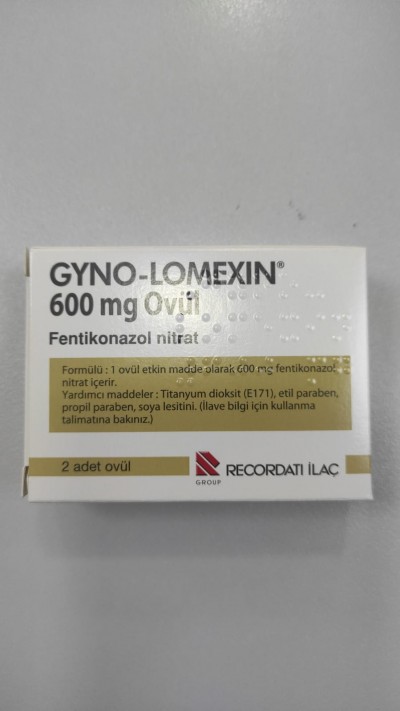 GYNO-LOMEXIN®
600 mg Ovül
Fentikonazol nitrat
Formülü : 1 ovül etkin madde olarak 600 mg fentikonazol
nitrat içerir.
Yardımcı maddeler : Titanyum dioksit (E171), etil paraben,
propil paraben, soya lesitini. (İlave bilgi için kullanma
talimatına bakınız.)
2 adet ovül
GROUP
RECORDATI İLAÇ